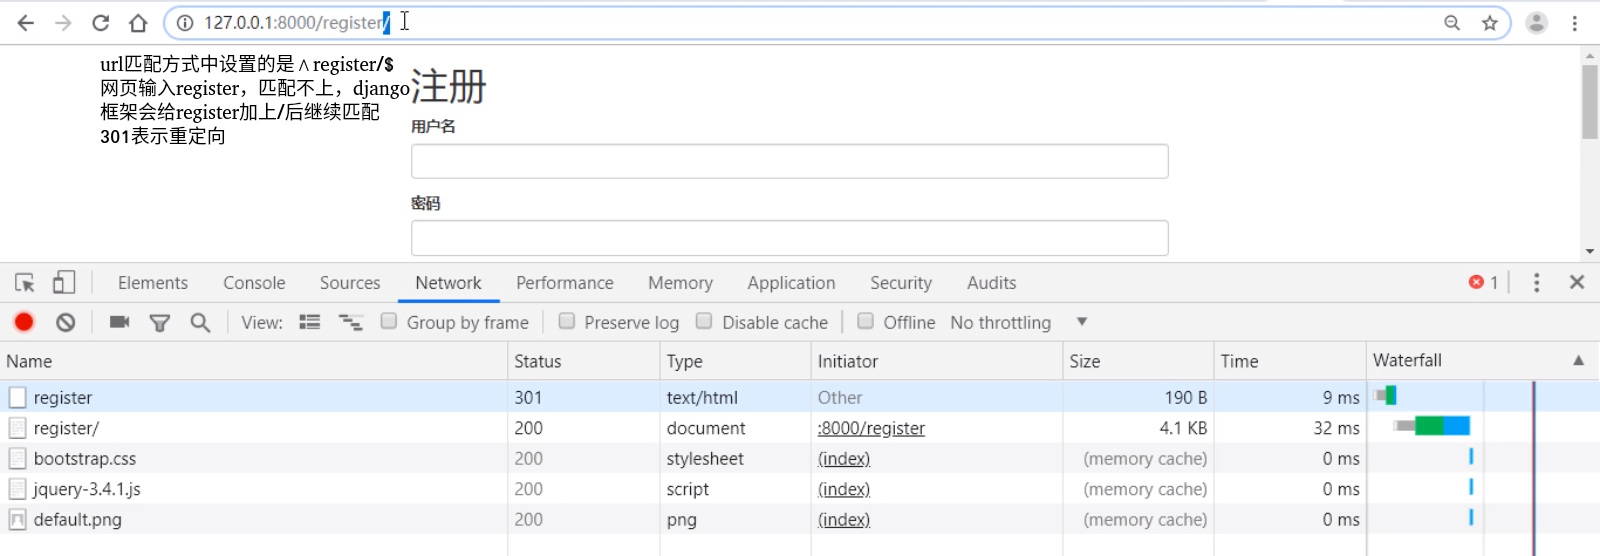 127.0.0.1:8000/register/
url匹配方式中设置的是^register/$
网页输入register，匹配不上，django
框架会给register加上/后继续匹配
301表示重定向
注册
用户名
密码
Elements Console Sources Network Performance Memory Application Security Audits 1
View: Group by frame Preserve log Disable cache Offline No throttling
Name Status Type Initiator Size Time Waterfall
register 301 text/html Other 190 B 9 ms
register/ 200 document :8000/register 4.1 KB 32 ms
bootstrap.css 200 stylesheet (index) (memory cache) 0 ms
jquery-3.4.1.js 200 script (index) (memory cache) 0 ms
default.png 200 png (index) (memory cache) 0 ms